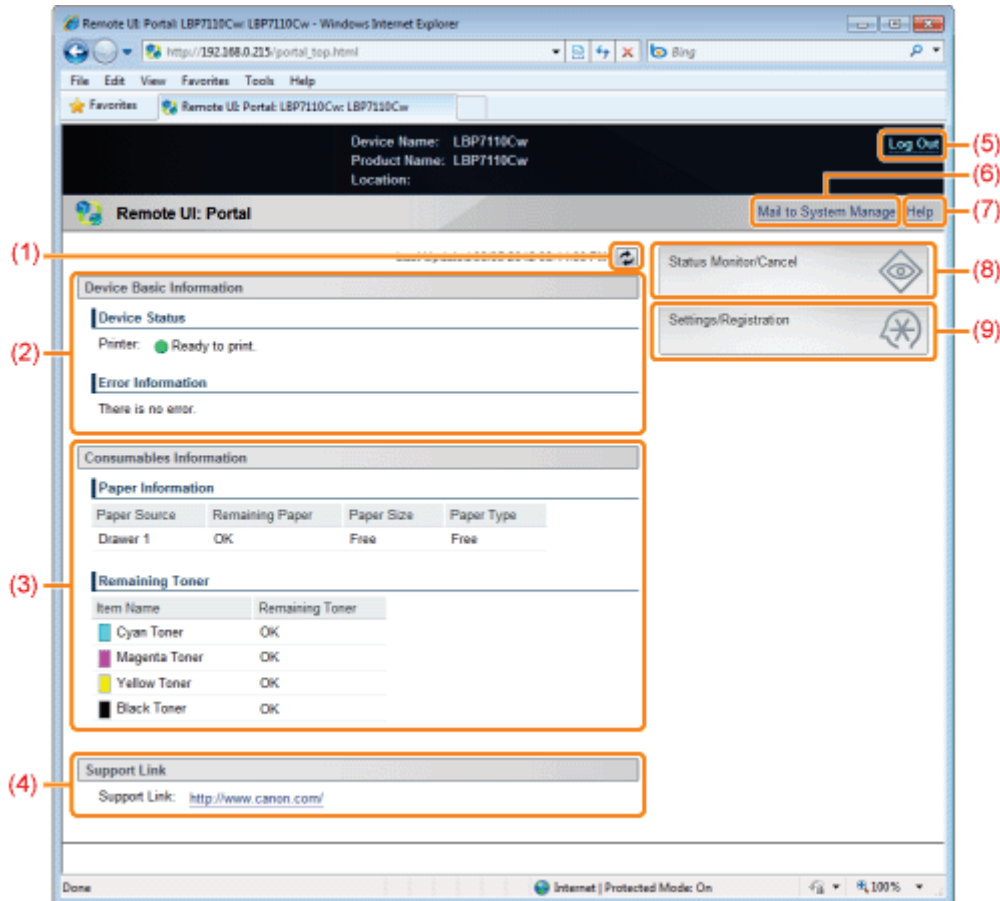 Remote UI: Portal: LBP7110Cw: LBP7110Cw - Windows Internet Explorer
http://192.168.0.215/portal_top.html
Bing
File Edit View Favorites Tools Help
Favorites Remote UI: Portal: LBP7110Cw: LBP7110Cw
Device Name: LBP7110Cw
Product Name: LBP7110Cw
Location:
Log Out
(5)
(6)
Remote UI: Portal
Mail to System Manage Help
(7)
(1)
Status Monitor/Cancel
(8)
Device Basic Information
Device Status
Settings/Registration
(9)
(2)
Printer: Ready to print.
Error Information
There is no error.
Consumables Information
Paper Information
Paper Source Remaining Paper Paper Size Paper Type
Drawer 1 OK Free Free
(3)
Remaining Toner
Item Name Remaining Toner
Cyan Toner OK
Magenta Toner OK
Yellow Toner OK
Black Toner OK
Support Link
(4)
Support Link: http://www.canon.com/
Done Internet | Protected Mode: On 100%